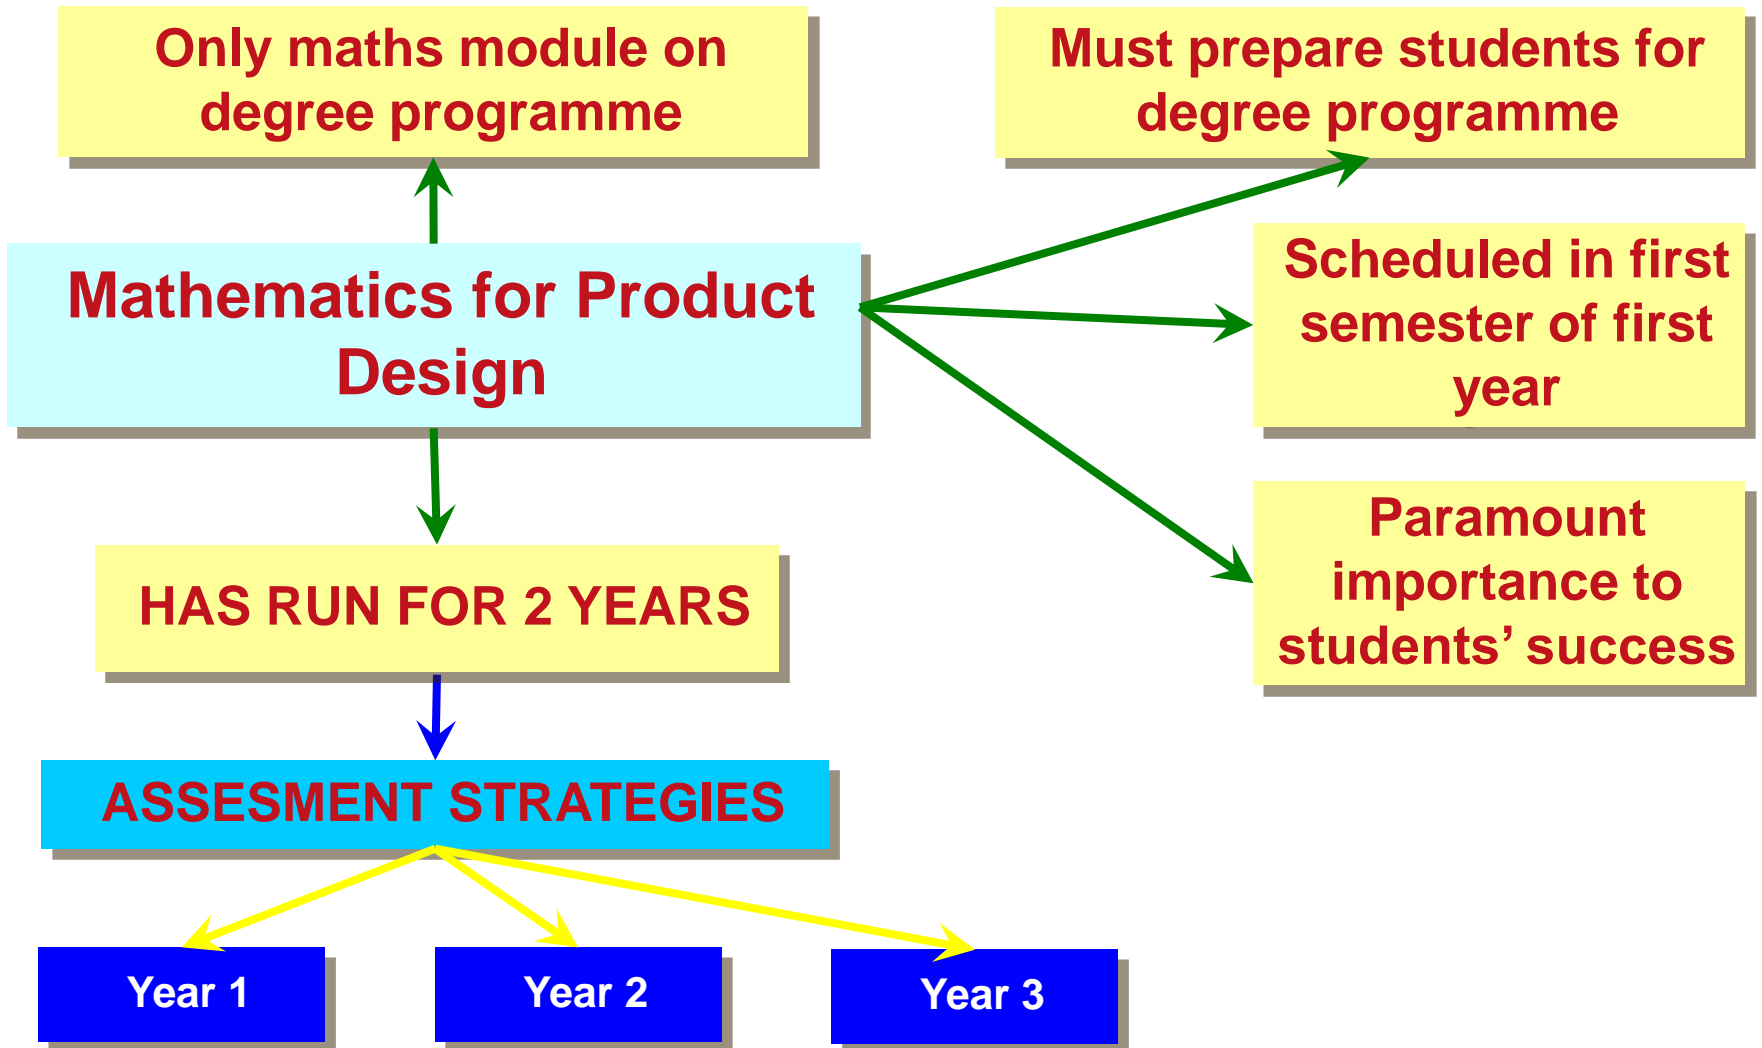 Only maths module on
degree programme
Must prepare students for
degree programme
Mathematics for Product
Design
Scheduled in first
semester of first
year
Paramount
importance to
students’ success
HAS RUN FOR 2 YEARS
ASSESMENT STRATEGIES
Year 1
Year 2
Year 3